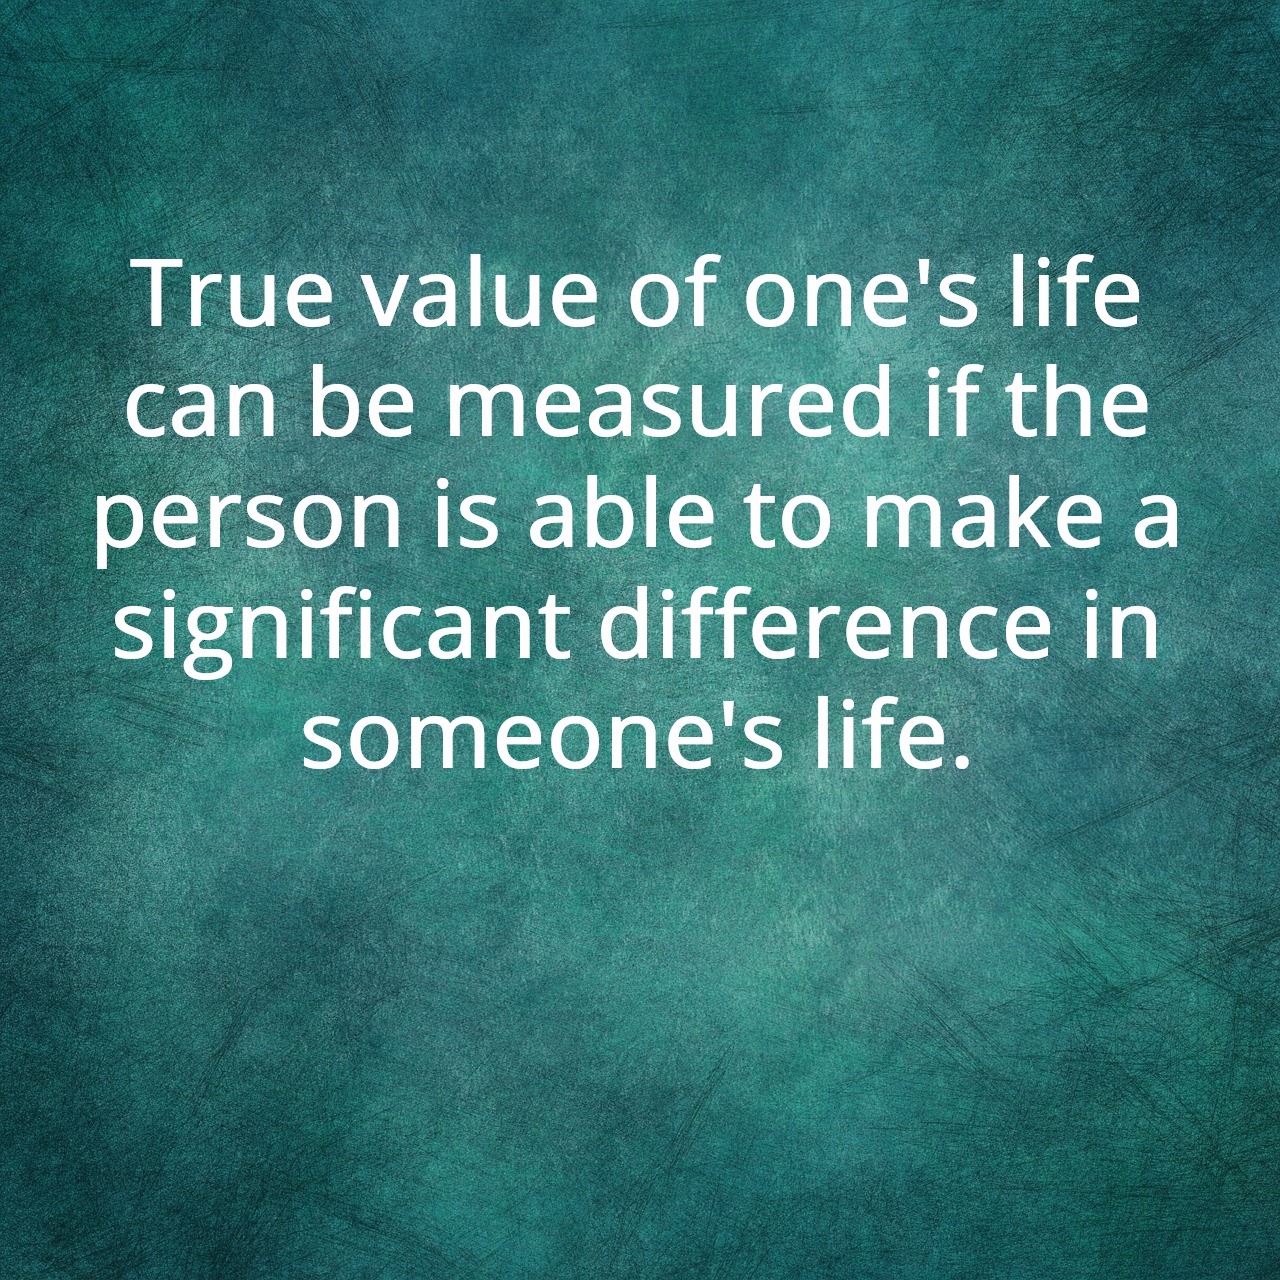 True value of one's life
can be measured if the
person is able to make a
significant difference in
someone's life.